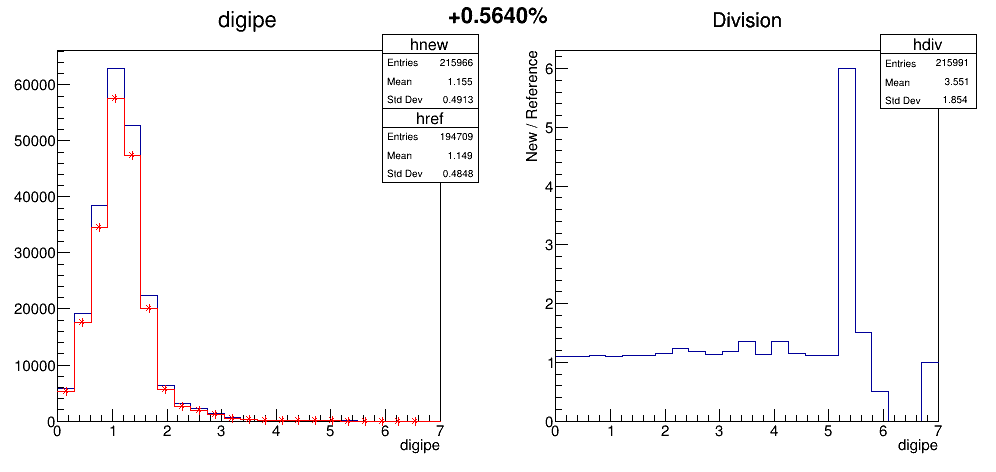 digipe
+0.5640%
Division
hnew
Entries 215966
Mean 1.155
Std Dev 0.4913
href
Entries 194709
Mean 1.149
Std Dev 0.4848
60000
50000
40000
30000
20000
10000
0
0 1 2 3 4 5 6 7
digipe
hdiv
Entries 215991
Mean 3.551
Std Dev 1.854
New / Reference
6
5
4
3
2
1
0
0 1 2 3 4 5 6 7
digipe